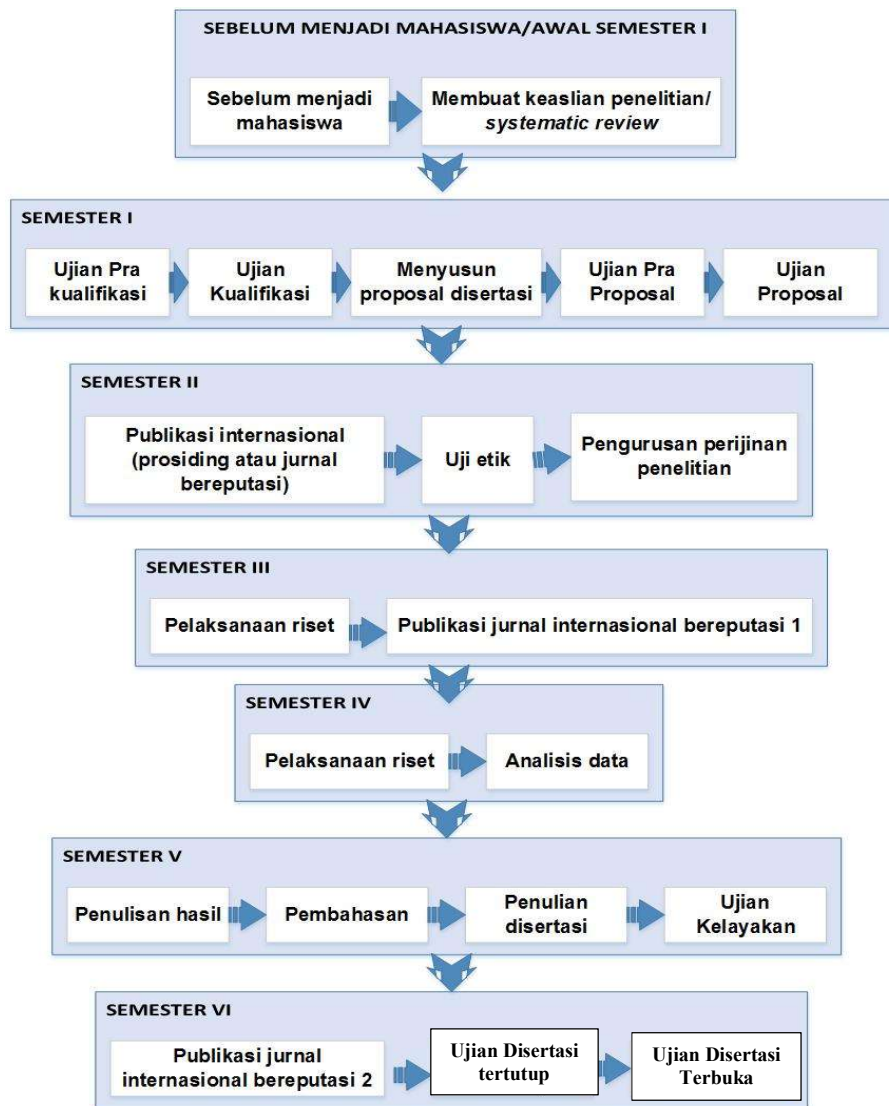 SEBELUM MENJADI MAHASISWA/AWAL SEMESTER I
Sebelum menjadi
mahasiswa
Membuat keaslian penelitian/
systematic review
SEMESTER I
Ujian Pra
kualifikasi
Ujian
Kualifikasi
Menyusun
proposal disertasi
Ujian Pra
Proposal
Ujian
Proposal
SEMESTER II
Publikasi internasional
(prosiding atau jurnal
bereputasi)
Uji etik
Pengurusan perijinan
penelitian
SEMESTER III
Pelaksanaan riset
Publikasi jurnal internasional bereputasi 1
SEMESTER IV
Pelaksanaan riset
Analisis data
SEMESTER V
Penulisan hasil
Pembahasan
Penulian
disertasi
Ujian
Kelayakan
SEMESTER VI
Publikasi jurnal
internasional bereputasi 2
Ujian Disertasi
tertutup
Ujian Disertasi
Terbuka